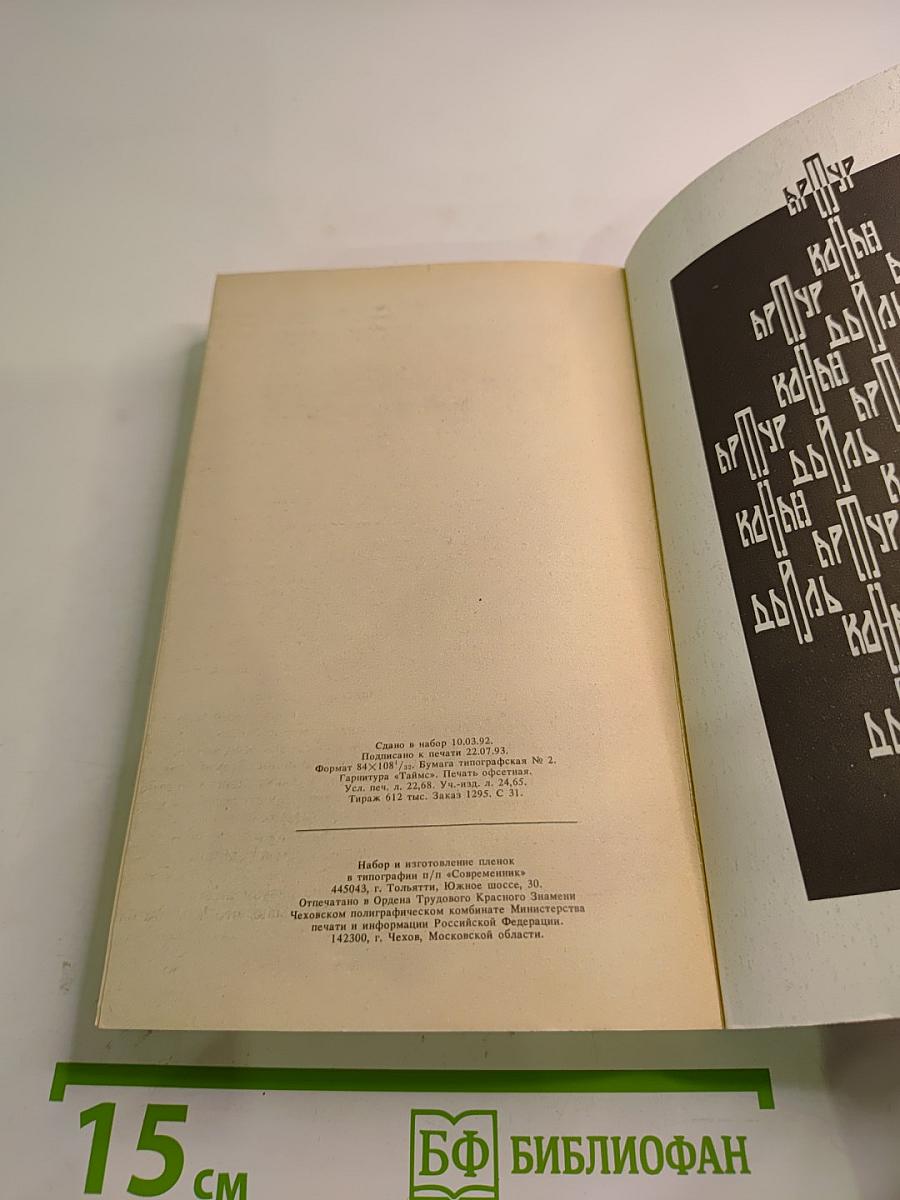 Сдано в набор 10.03.92.
Подписано к печати 22.07.93.
Формат 84×108¹/₃₂. Бумага типографская № 2.
Гарнитура «Таймс». Печать офсетная.
Усл. печ. л. 22,68. Уч.-изд. л. 24,65.
Тираж 612 тыс. Заказ 1295. С 31.
Набор и изготовление пленок
в типографии п/п «Современник»
445043, г. Тольятти, Южное шоссе, 30.
Отпечатано в Ордена Трудового Красного Знамени
Чеховском полиграфическом комбинате Министерства
печати и информации Российской Федерации.
142300, г. Чехов, Московской области.
АРТУР
КОНАН
АРТУР
ДОЙЛЬ
КОНАН
АРТУР
ДОЙЛЬ
КОНАН
АРТУР
ДОЙЛЬ
15 см
БФ БИБЛИОФАН